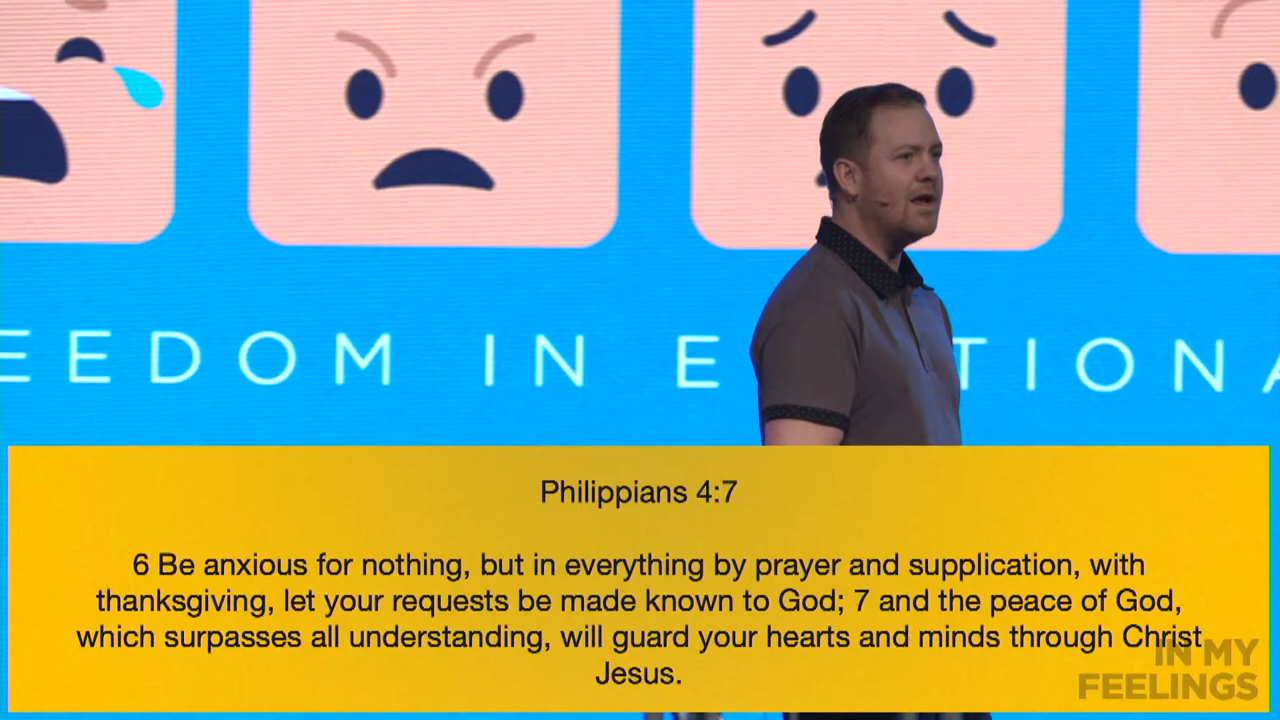 EEDOM IN E TIONA
Philippians 4:7
6 Be anxious for nothing, but in everything by prayer and supplication, with
thanksgiving, let your requests be made known to God; 7 and the peace of God,
which surpasses all understanding, will guard your hearts and minds through Christ
Jesus.
IN MY
FEELINGS